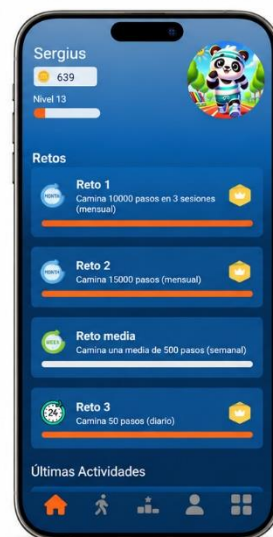 Sergius
639
Nivel 13
Retos
Reto 1
Camina 10000 pasos en 3 sesiones
(mensual)
MONTH
Reto 2
Camina 15000 pasos (mensual)
MONTH
Reto media
Camina una media de 500 pasos (semanal)
WEEK
Reto 3
Camina 50 pasos (diario)
24
Últimas Actividades